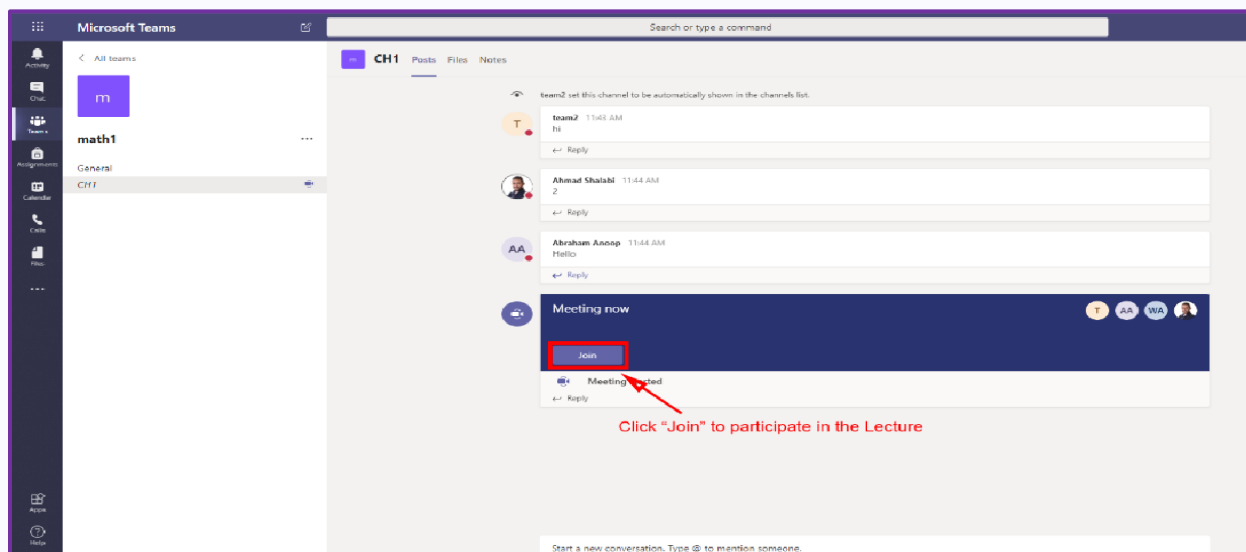 Microsoft Teams
Search or type a command
Activity
Chat
Teams
Assignments
Calendar
Calls
Files
Apps
Help
All teams
m
math1
General
CH1
CH1 Posts Files Notes
team2 set this channel to be automatically shown in the channels list.
T
team2 11:43 AM
hi
Reply
Ahmad Shalabi 11:44 AM
2
Reply
AA
Abraham Anoop 11:44 AM
Hello
Reply
Meeting now
T AA WA
Join
Meeting
Reply
Click “Join” to participate in the Lecture
Start a new conversation. Type @ to mention someone.